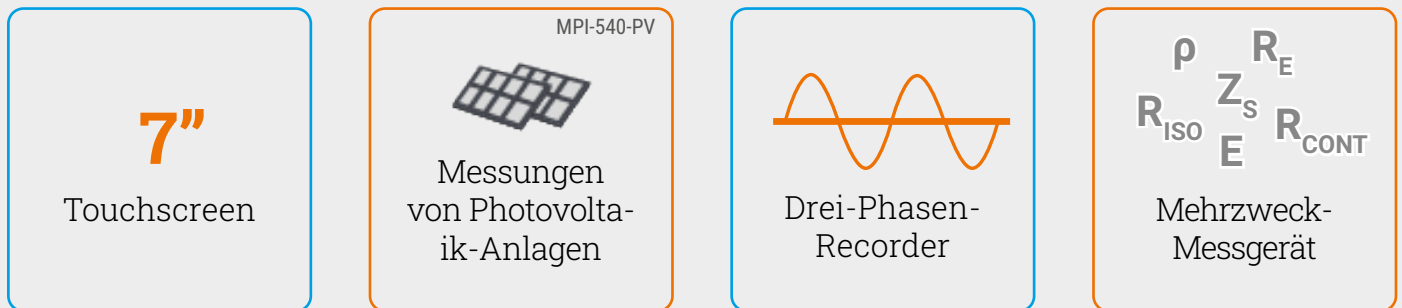 7”
Touchscreen
MPI-540-PV
Messungen
von Photovolta-
ik-Anlagen
Drei-Phasen-
Recorder
ρ R_E
Z_S
R_ISO R_CONT
E
Mehrzweck-
Messgerät